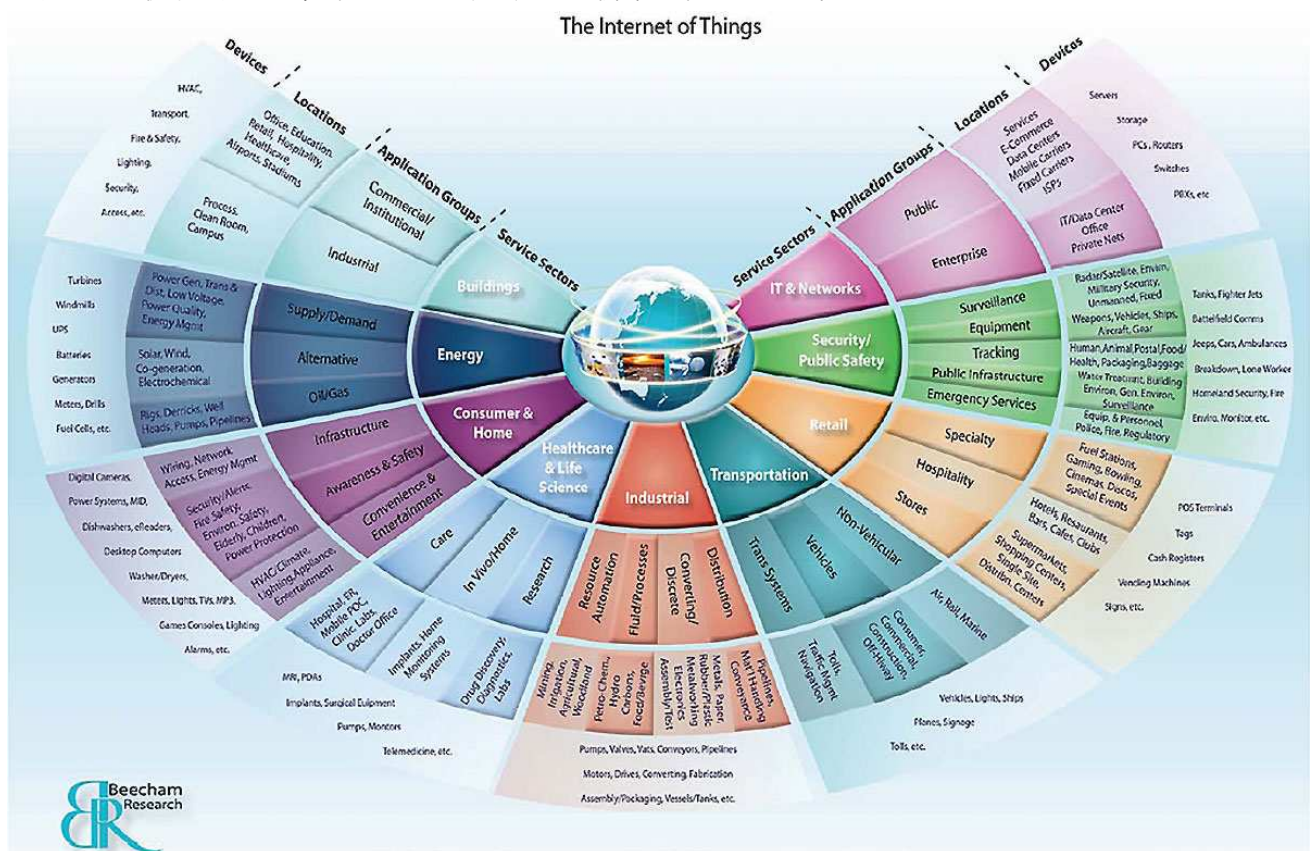 The Internet of Things
Devices
Locations
Application Groups
Service Sectors
Service Sectors
Application Groups
Locations
Devices
HVAC,
Transport,
Fire & Safety,
Lighting,
Security,
Access, etc.
Office, Education,
Retail, Hospitality,
Healthcare,
Airports, Stadiums
Process,
Clean Room,
Campus
Commercial/
Institutional
Industrial
Buildings
Turbines
Windmills
UPS
Batteries
Generators
Meters, Drills
Fuel Cells, etc.
Power Gen, Trans &
Dist, Low Voltage,
Power Quality,
Energy Mgmt
Solar, Wind,
Co-generation,
Electrochemical
Rigs, Derricks, Well
Heads, Pumps, Pipelines
Supply/Demand
Alternative
Oil/Gas
Energy
Digital Cameras,
Power Systems, MID,
Dishwashers, eReaders,
Desktop Computers
Washer/Dryers,
Meters, Lights, TVs, MP3,
Games Consoles, Lighting
Alarms, etc.
Wiring, Network
Access, Energy Mgmt
Security/Alerts,
Fire Safety,
Environ. Safety,
Elderly, Children,
Power Protection
HVAC/Climate,
Lighting, Appliance,
Entertainment
Infrastructure
Awareness & Safety
Convenience &
Entertainment
Consumer &
Home
MRI, PDAs
Implants, Surgical Equipment
Pumps, Monitors
Telemedicine, etc.
Hospital, ER,
Mobile POC,
Clinic, Labs,
Doctor Office
Implants, Home
Monitoring
Systems
Drug Discovery,
Diagnostics,
Labs
Care
In Vivo/Home
Research
Healthcare
& Life
Science
Industrial
Resource
Automation
Fluid/Processes
Converting/
Discrete
Distribution
Mining,
Irrigation,
Agricultural,
Woodland
Petro-Chem.,
Hydro
Carbons,
Food/Beverge
Metals, Paper,
Rubber/Plastic
Metalworking
Electronics
Assembly/Test
Pipelines,
Mat'l Handling
Conveyance
Pumps, Valves, Vats, Conveyors, Pipelines
Motors, Drives, Converting, Fabrication
Assembly/Packaging, Vessels/Tanks, etc.
Transportation
Trans Systems
Vehicles
Non-Vehicular
Tolls,
Traffic Mgmt
Navigation
Consumer,
Commercial,
Construction,
Off-Hiway
Air, Rail, Marine
Vehicles, Lights, Ships
Planes, Signage
Tolls, etc.
Retail
Specialty
Hospitality
Stores
Fuel Stations,
Gaming, Bowling,
Cinemas, Discos,
Special Events
Hotels, Resaurants,
Bars, Cafes, Clubs
Supermarkets,
Shopping Centers,
Single Site
Distribn, Centers
POS Terminals
Tags
Cash Registers
Vending Machines
Signs, etc.
Security/
Public Safety
Surveillance
Equipment
Tracking
Public Infrastructure
Emergency Services
Radar/Satellite, Environ,
Military Security,
Unmanned, Fixed
Weapons, Vehicles, Ships,
Aircraft, Gear
Human, Animal, Postal, Food/
Health, Packaging, Baggage
Water Treatment, Building
Environ, Gen. Environ,
Surveillance
Equip, & Personnel,
Police, Fire, Regulatory
Tanks, Fighter Jets
Battelfield Comms
Jeeps, Cars, Ambulances
Breakdown, Lone Worker
Homeland Security, Fire
Enviro, Monitor, etc.
IT & Networks
Public
Enterprise
Services
E-Commerce
Data Centers
Mobile Carriers
Fixed Carriers
ISPs
IT/Data Center
Office
Private Nets
Servers
Storage
PCs, Routers
Switches
PBXs, etc
Beecham
Research
BR